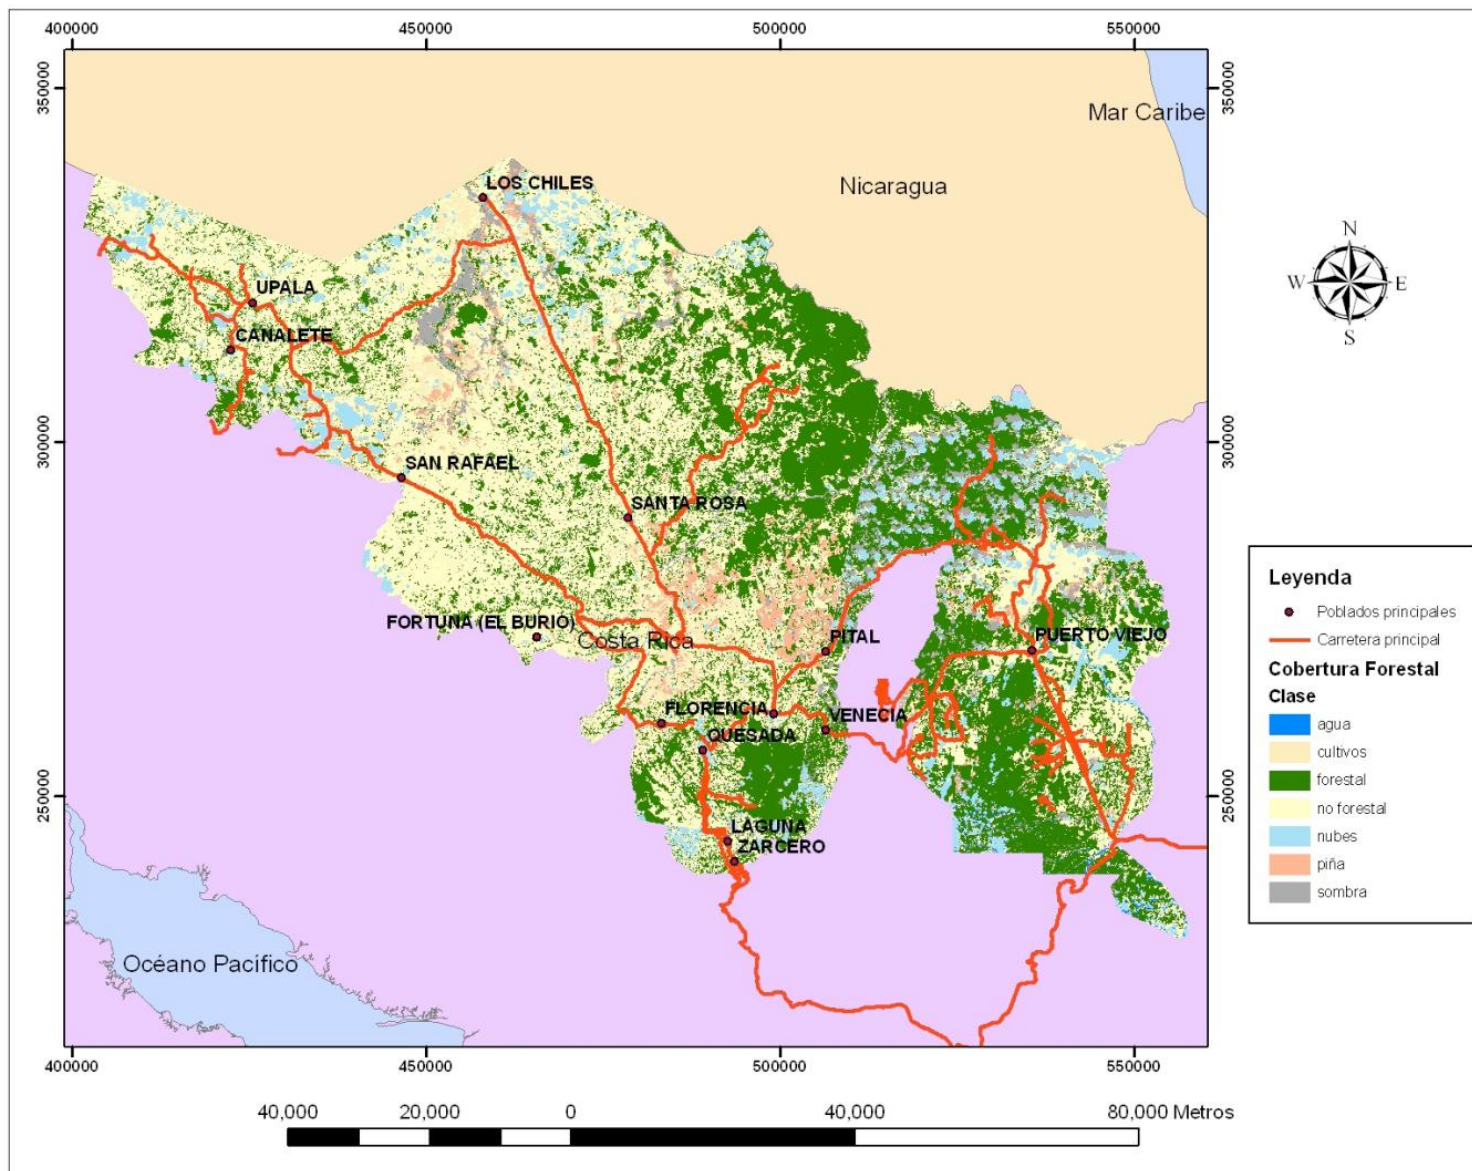 400000
450000
500000
550000
350000
350000
Mar Caribe
Nicaragua
LOS CHILES
N
W
E
S
UPALA
CANALETE
300000
300000
SAN RAFAEL
SANTA ROSA
FORTUNA (EL BURIO)
Costa Rica
PITAL
PUERTO VIEJO
FLORENCIA
VENECIA
QUESADA
250000
250000
LAGUNA
ZARCERO
Océano Pacífico
Leyenda
Poblados principales
Carretera principal
Cobertura Forestal
Clase
agua
cultivos
forestal
no forestal
nubes
piña
sombra
400000
450000
500000
550000
40,000
20,000
0
40,000
80,000 Metros